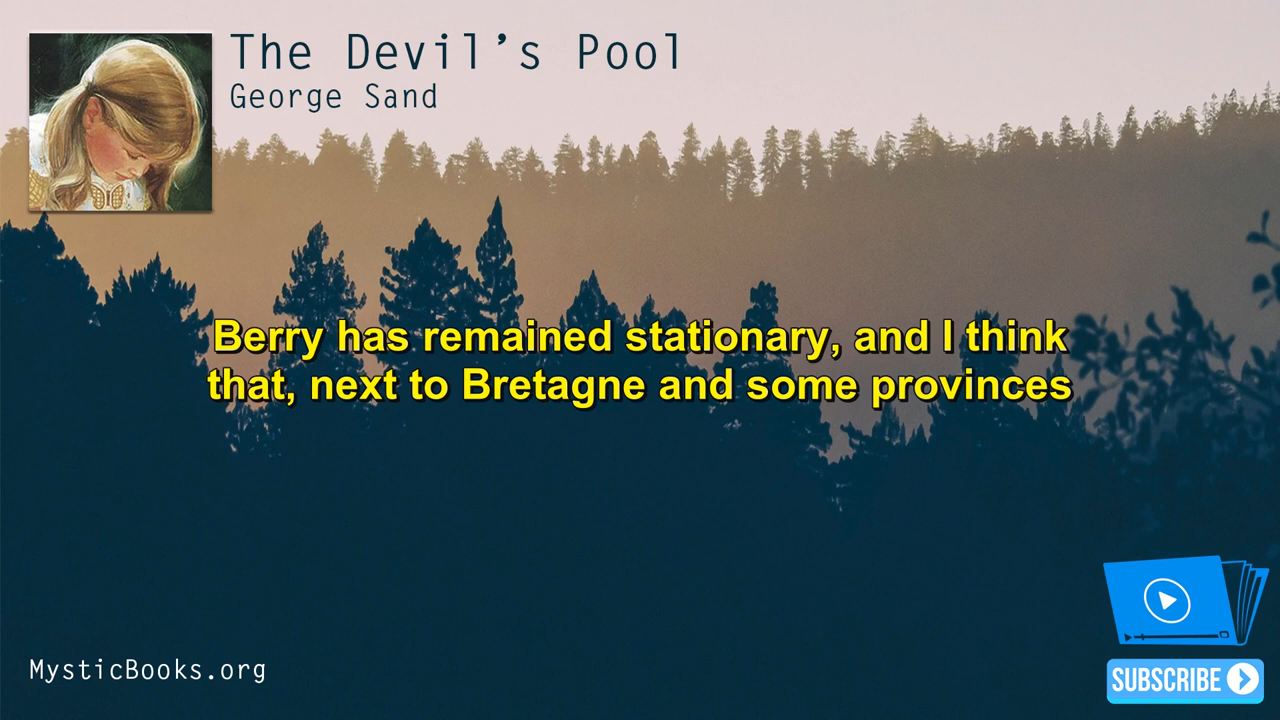 The Devil's Pool
George Sand
Berry has remained stationary, and I think
that, next to Bretagne and some provinces
MysticBooks.org
SUBSCRIBE